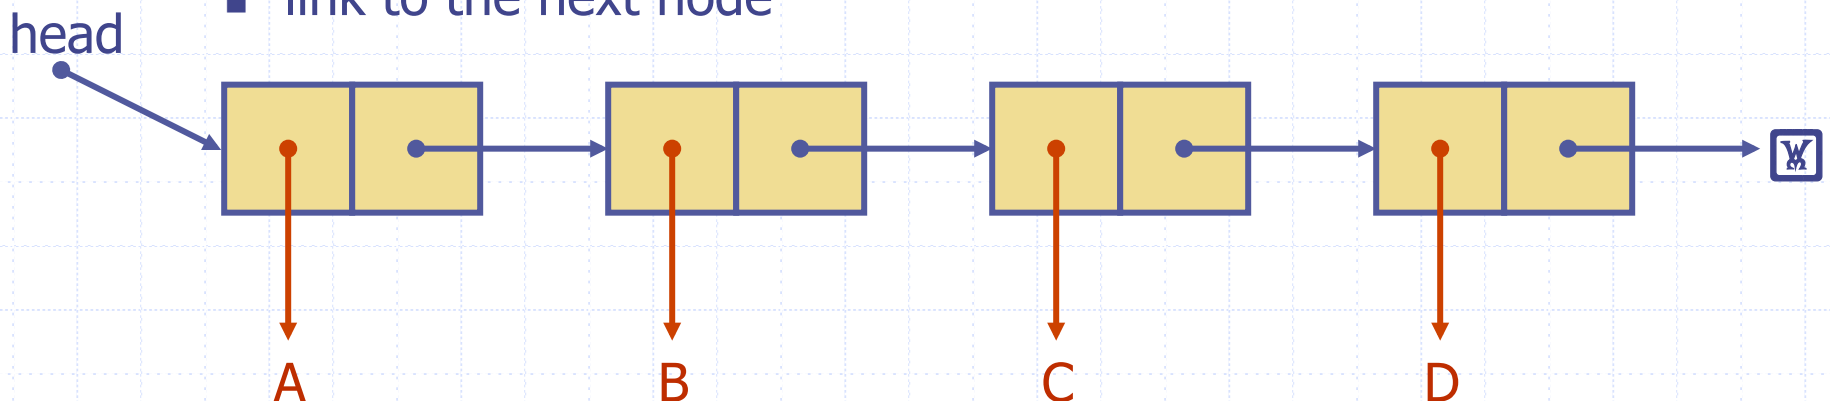 ■ link to the next node
head
A B C D